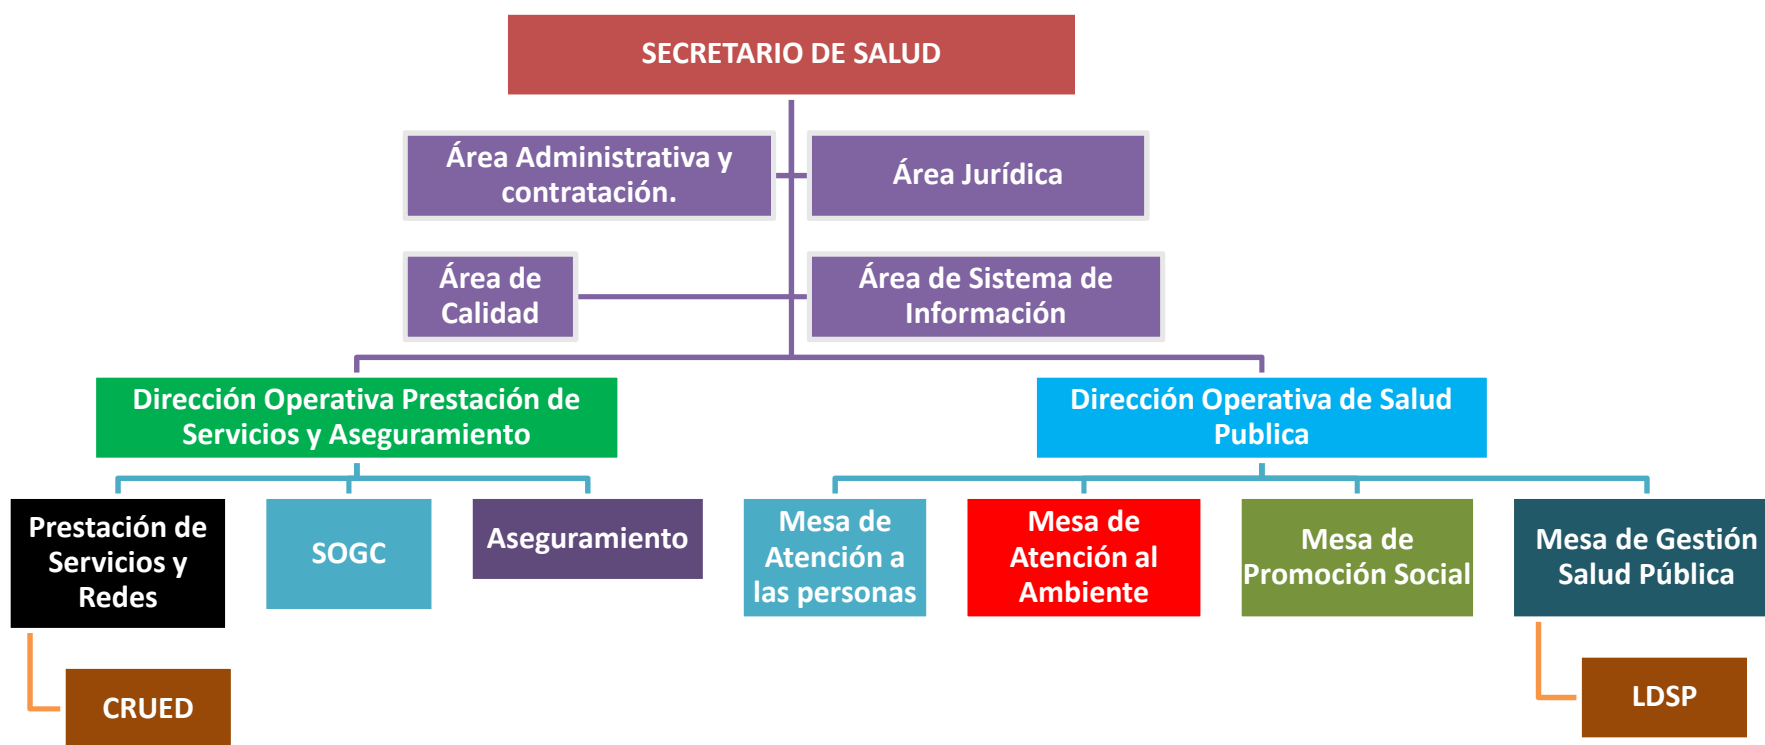 SECRETARIO DE SALUD
Área Administrativa y
contratación.
Área Jurídica
Área de
Calidad
Área de Sistema de
Información
Dirección Operativa Prestación de
Servicios y Aseguramiento
Dirección Operativa de Salud
Publica
Prestación de
Servicios y
Redes
SOGC
Aseguramiento
Mesa de
Atención a
las personas
Mesa de
Atención al
Ambiente
Mesa de
Promoción Social
Mesa de Gestión
Salud Pública
CRUED
LDSP